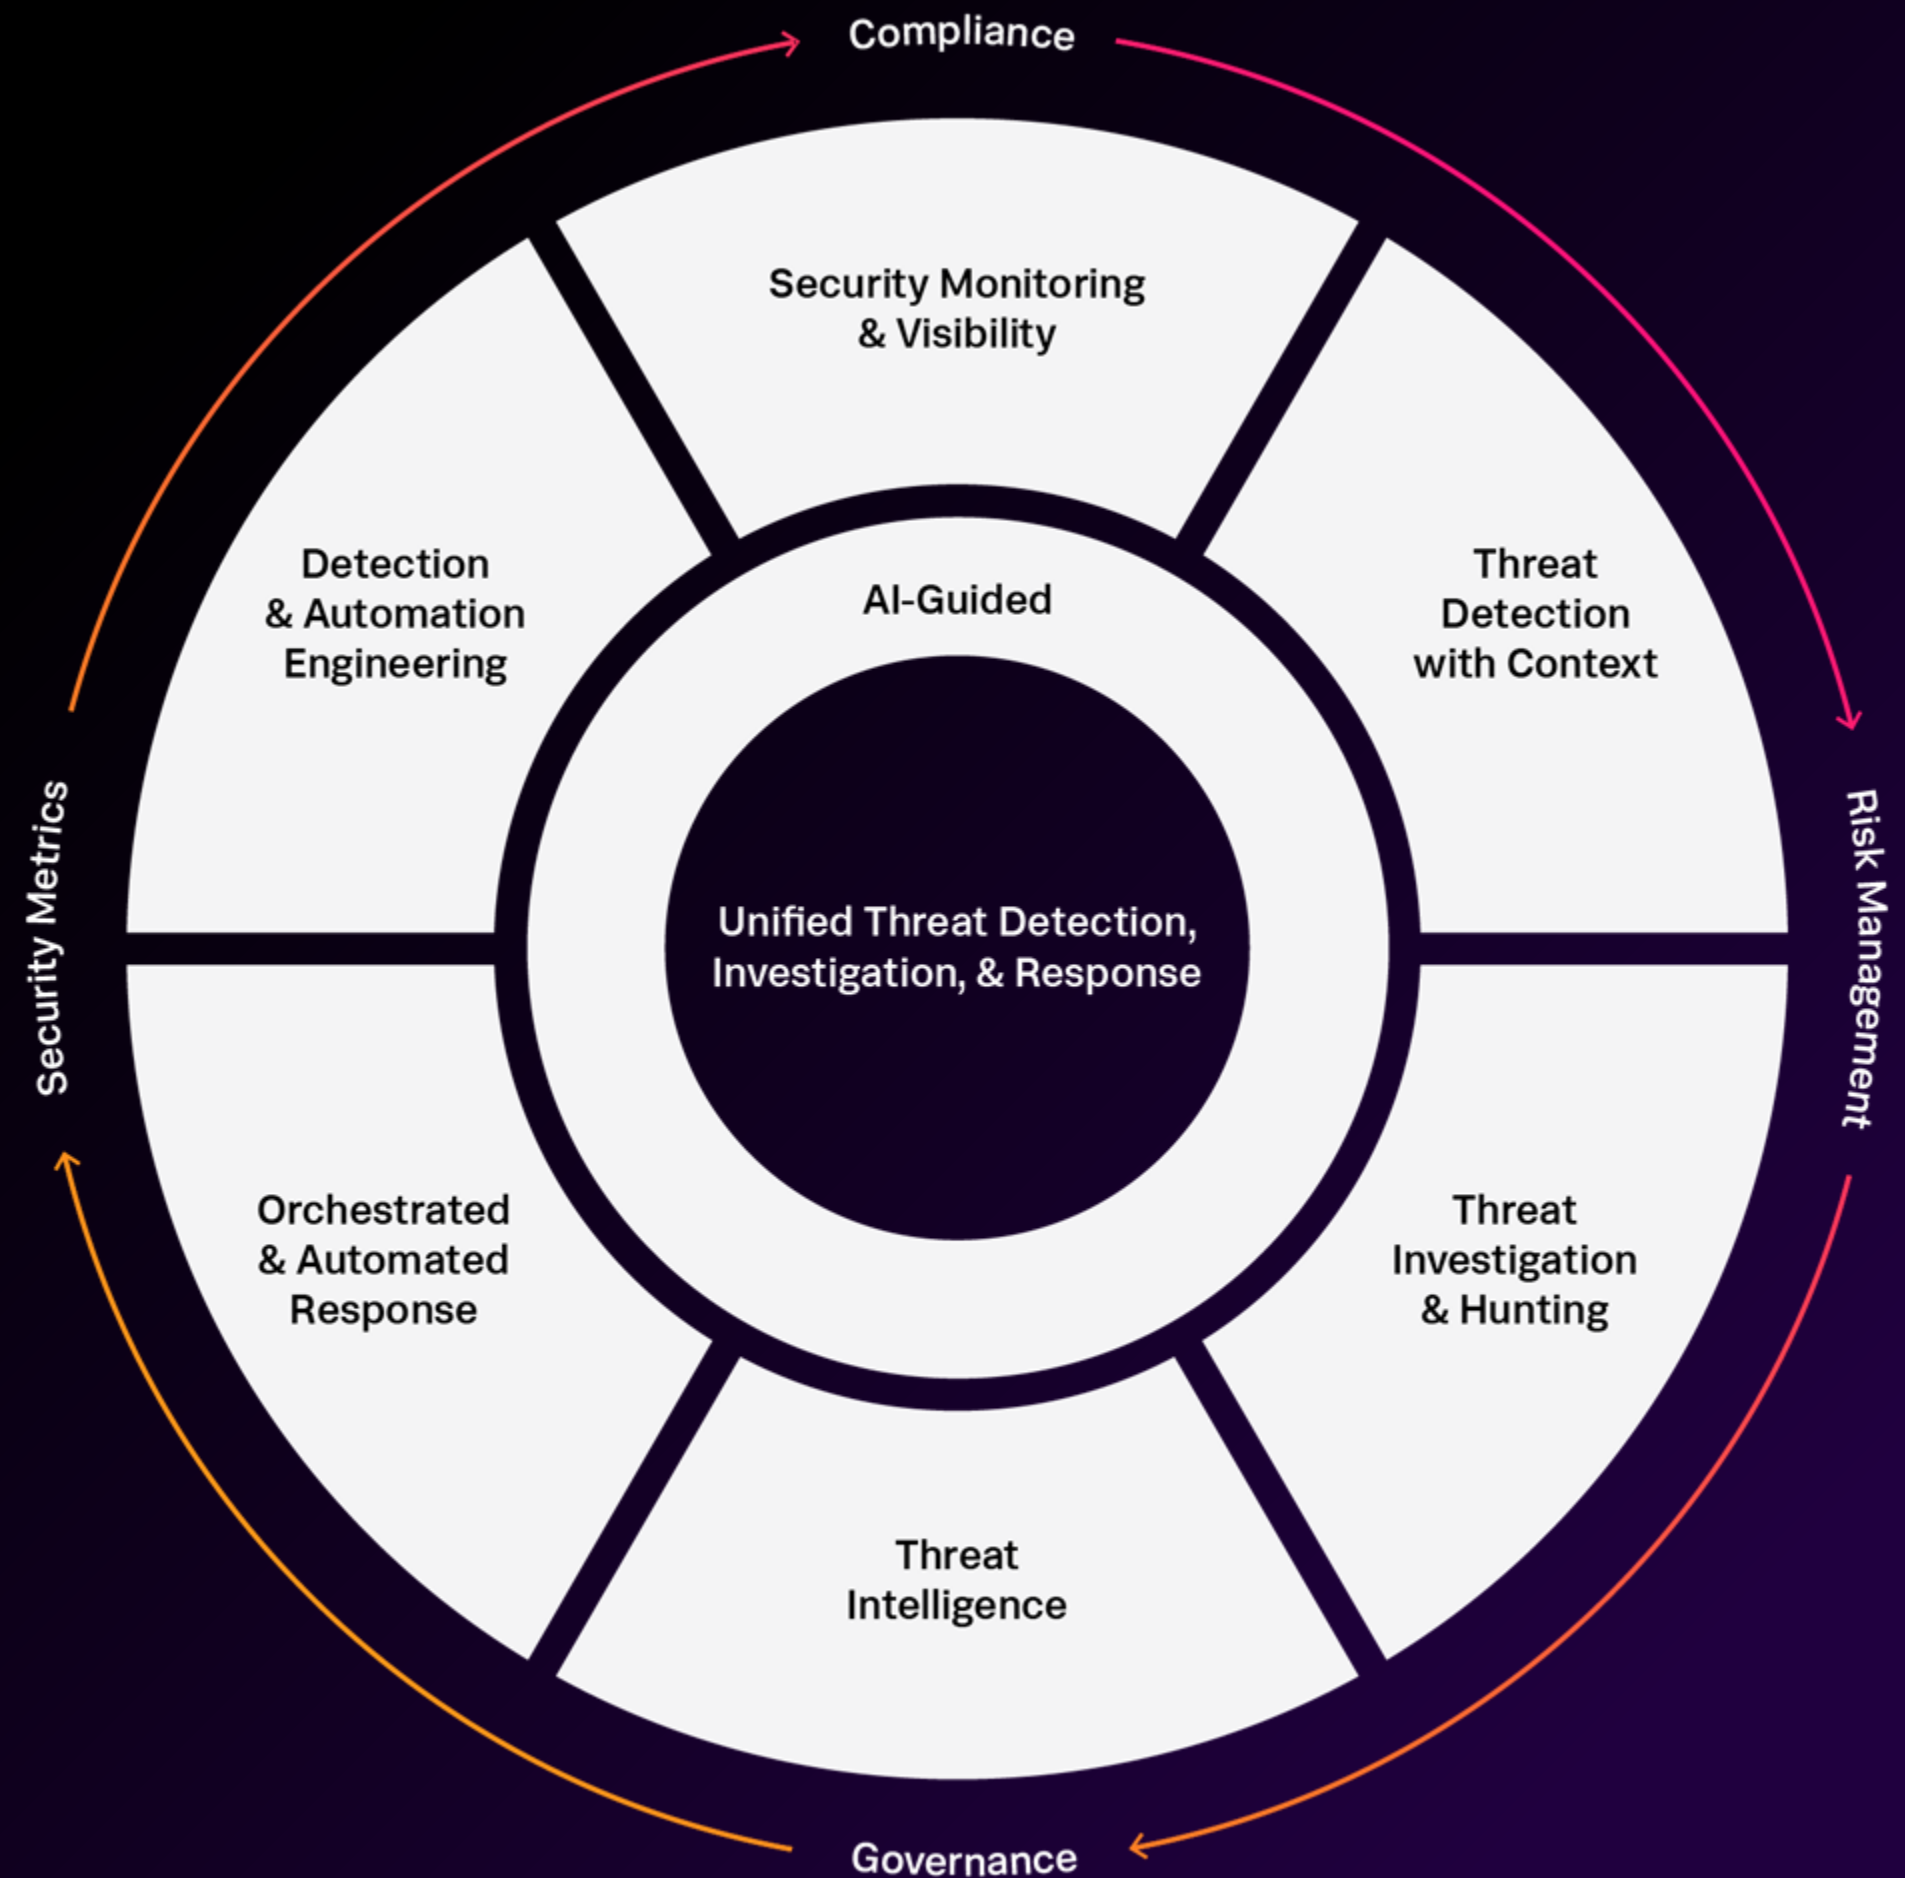 Compliance
Security Monitoring
& Visibility
Detection
& Automation
Engineering
AI-Guided
Threat
Detection
with Context
Security Metrics
Unified Threat Detection,
Investigation, & Response
Risk Management
Orchestrated
& Automated
Response
Threat
Investigation
& Hunting
Threat
Intelligence
Governance